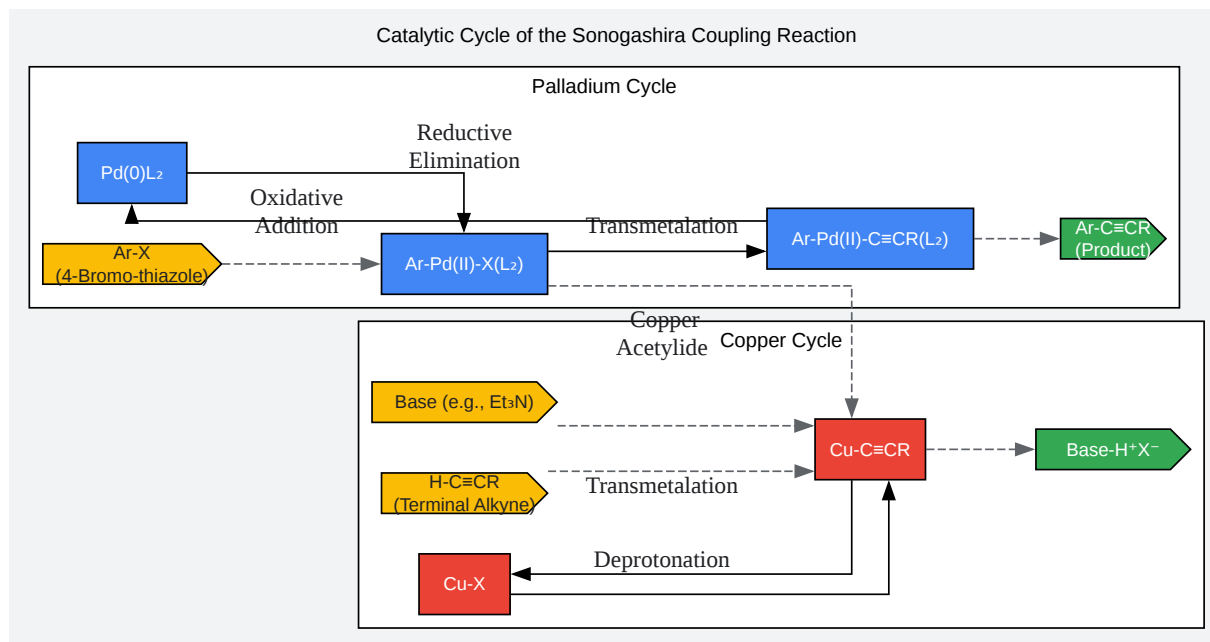 Catalytic Cycle of the Sonogashira Coupling Reaction
Palladium Cycle
Reductive
Elimination
Pd(0)L₂
Oxidative
Addition
Transmetalation
Ar-X
(4-Bromo-thiazole)
Ar-Pd(II)-X(L₂)
Ar-Pd(II)-C≡CR(L₂)
Ar-C≡CR
(Product)
Copper
Acetylide
Copper Cycle
Base (e.g., Et₃N)
Cu-C≡CR
Base-H⁺X⁻
H-C≡CR
(Terminal Alkyne)
Transmetalation
Deprotonation
Cu-X